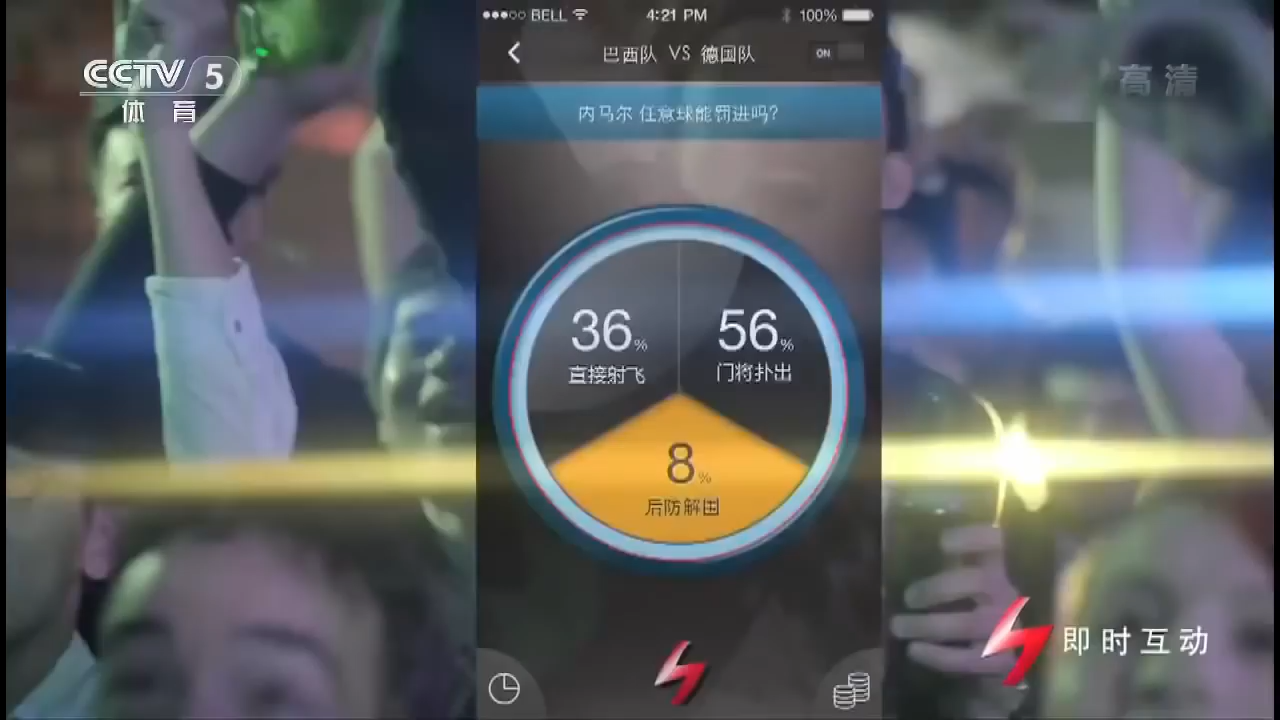 CCTV 5
体育
高清
BELL 4:21 PM 100%
巴西队 VS 德国队
ON
内马尔 任意球能罚进吗?
36% 56%
直接射飞 门将扑出
8%
后防解围
即时互动